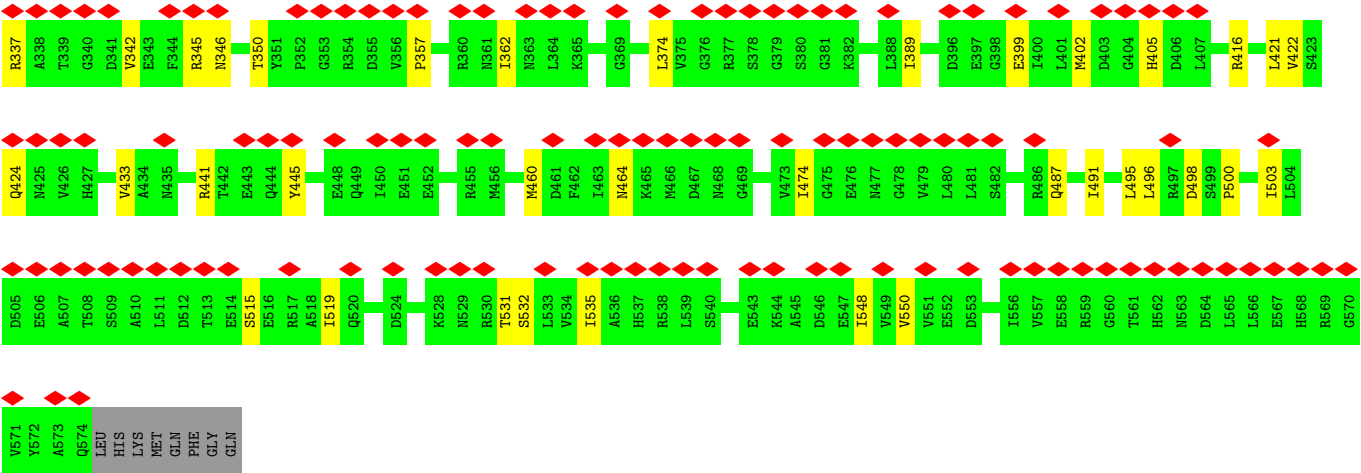 R337 A338 T339 G340 D341 V342 E343 F344 R345 N346 T350 Y351 P352 G353 R354 D355 V356 P357 R360 N361 I362 N363 L364 K365 G369 L374 V375 G376 R377 S378 G379 S380 G381 K382 L388 I389 D396 E397 G398 E399 I400 L401 M402 D403 G404 H405 D406 L407 R416 L421 V422 S423
Q424 N425 V426 H427 V433 A434 N435 R441 T442 E443 Q444 Y445 E448 Q449 I450 E451 E452 R455 M456 M460 D461 F462 I463 N464 K465 M466 D467 N468 G469 V473 I474 G475 E476 N477 G478 V479 L480 L481 S482 R486 Q487 I491 L495 L496 R497 D498 S499 P500 I503 L504
D505 E506 A507 T508 S509 A510 L511 D512 T513 E514 S515 E516 R517 A518 I519 Q520 D524 K528 N529 R530 T531 S532 L533 V534 I535 A536 H537 R538 L539 S540 E543 K544 A545 D546 E547 I548 V549 V550 V551 E552 D553 I556 V557 E558 R559 G560 T561 H562 N563 D564 L565 L566 E567 H568 R569 G570
V571 Y572 A573 Q574 LEU HIS LYS MET GLN PHE GLY GLN